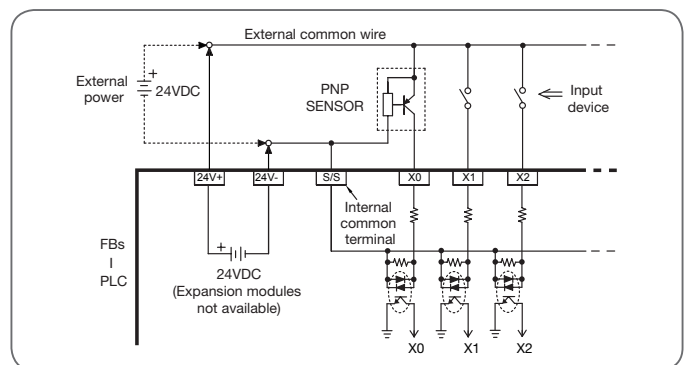 External common wire
External
power
+
24VDC
PNP
SENSOR
Input
device
24V+
24V-
S/S
X0
X1
X2
Internal
common
terminal
FBs
I
PLC
+
24VDC
(Expansion modules
not available)
X0
X1
X2